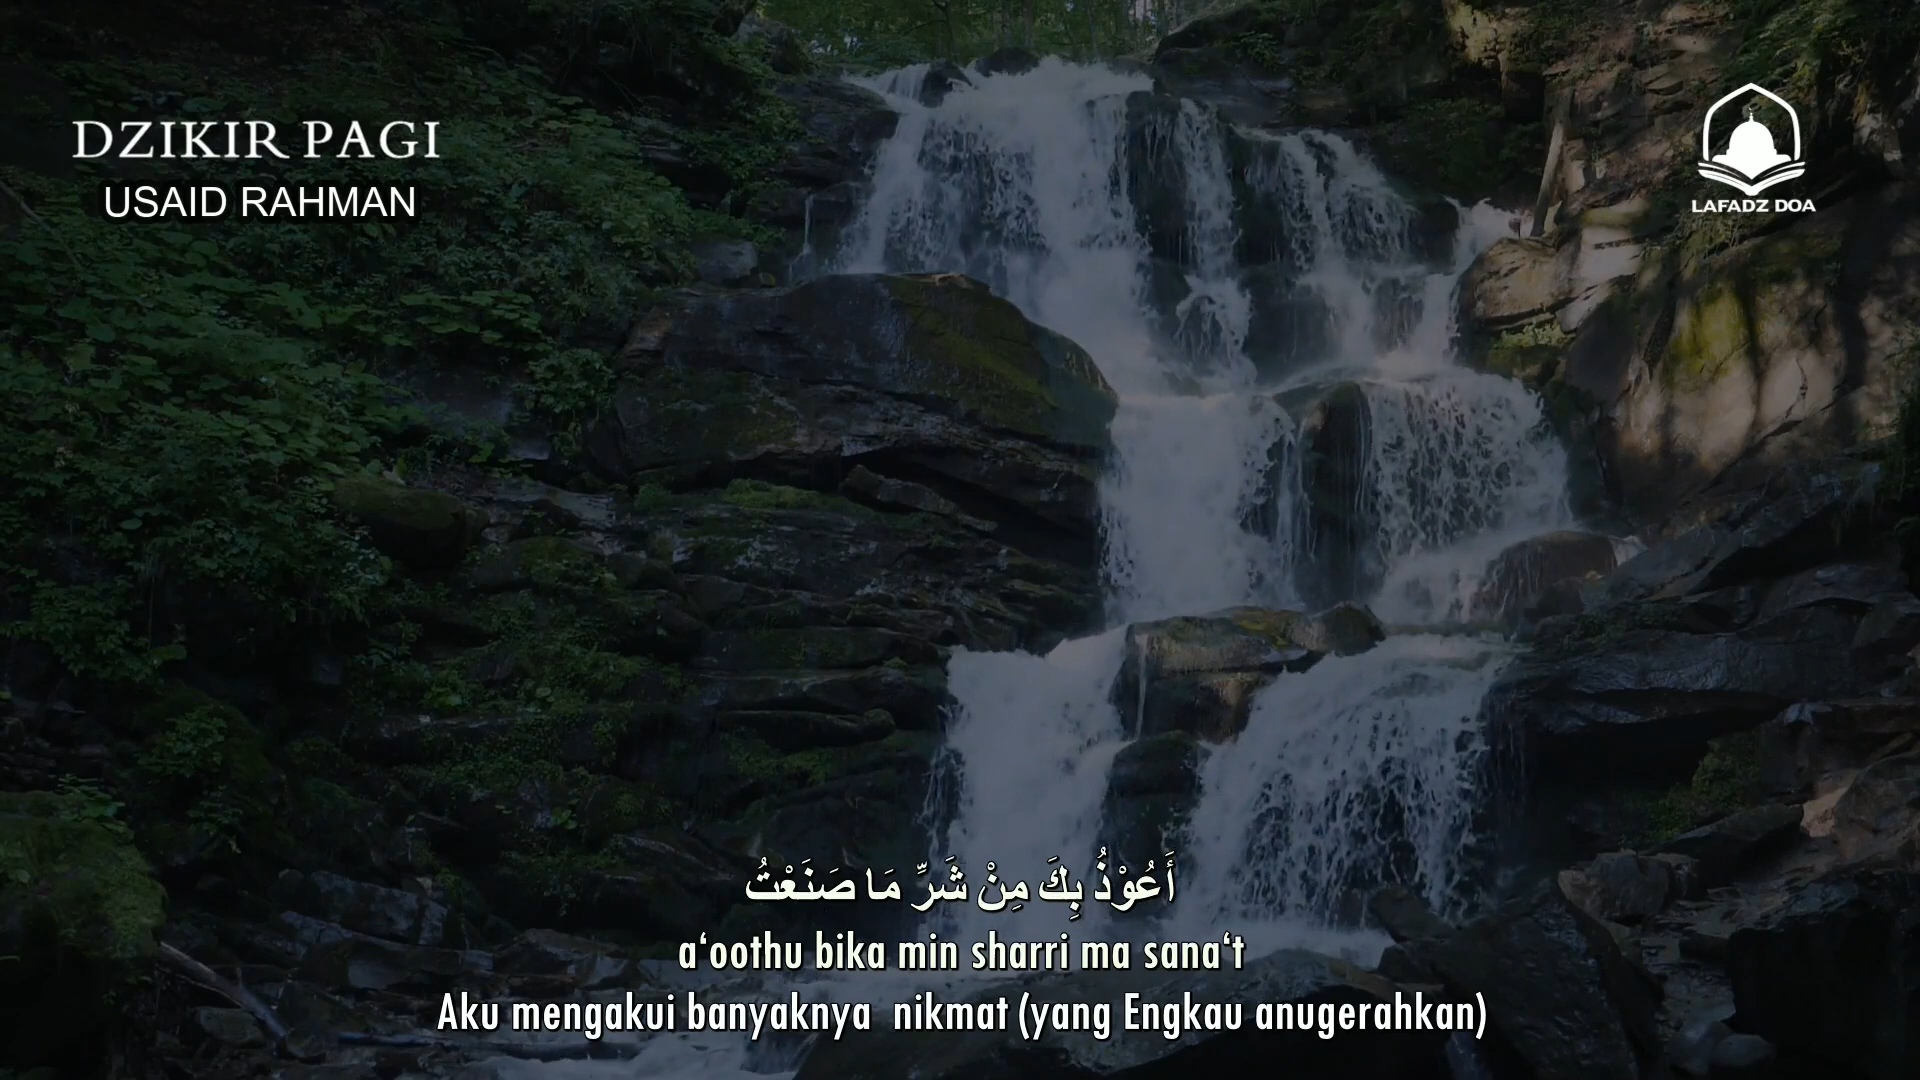 DZIKIR PAGI
USAID RAHMAN
LAFADZ DOA
أَعُوْذُ بِكَ مِنْ شَرِّ مَا صَنَعْتُ
a‘oothu bika min sharri ma sana‘t
Aku mengakui banyaknya  nikmat (yang Engkau anugerahkan)